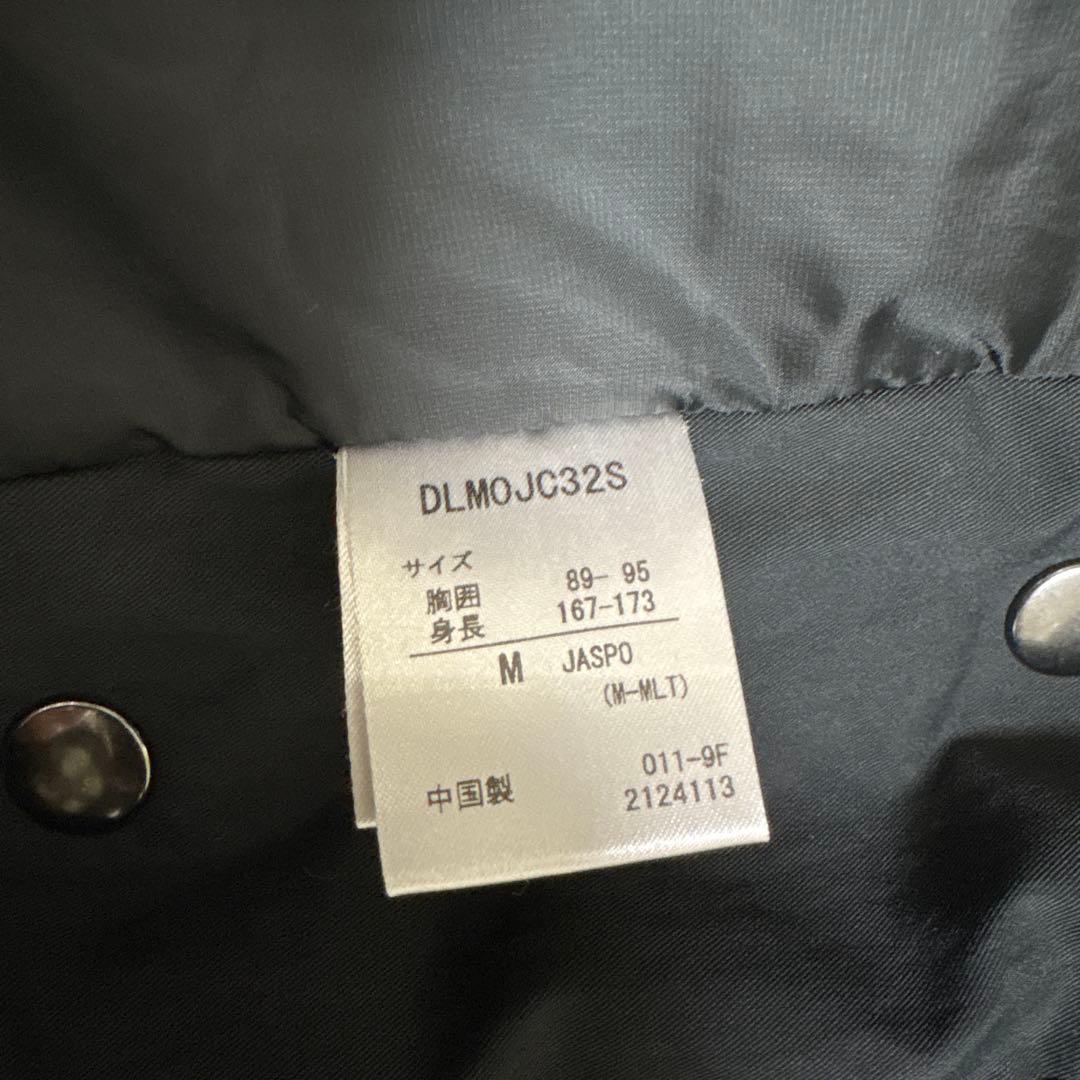 DLMOJC32S
サイズ
胸囲 89- 95
身長 167-173
M JASPO
(M-MLT)
011-9F
中国製 2124113